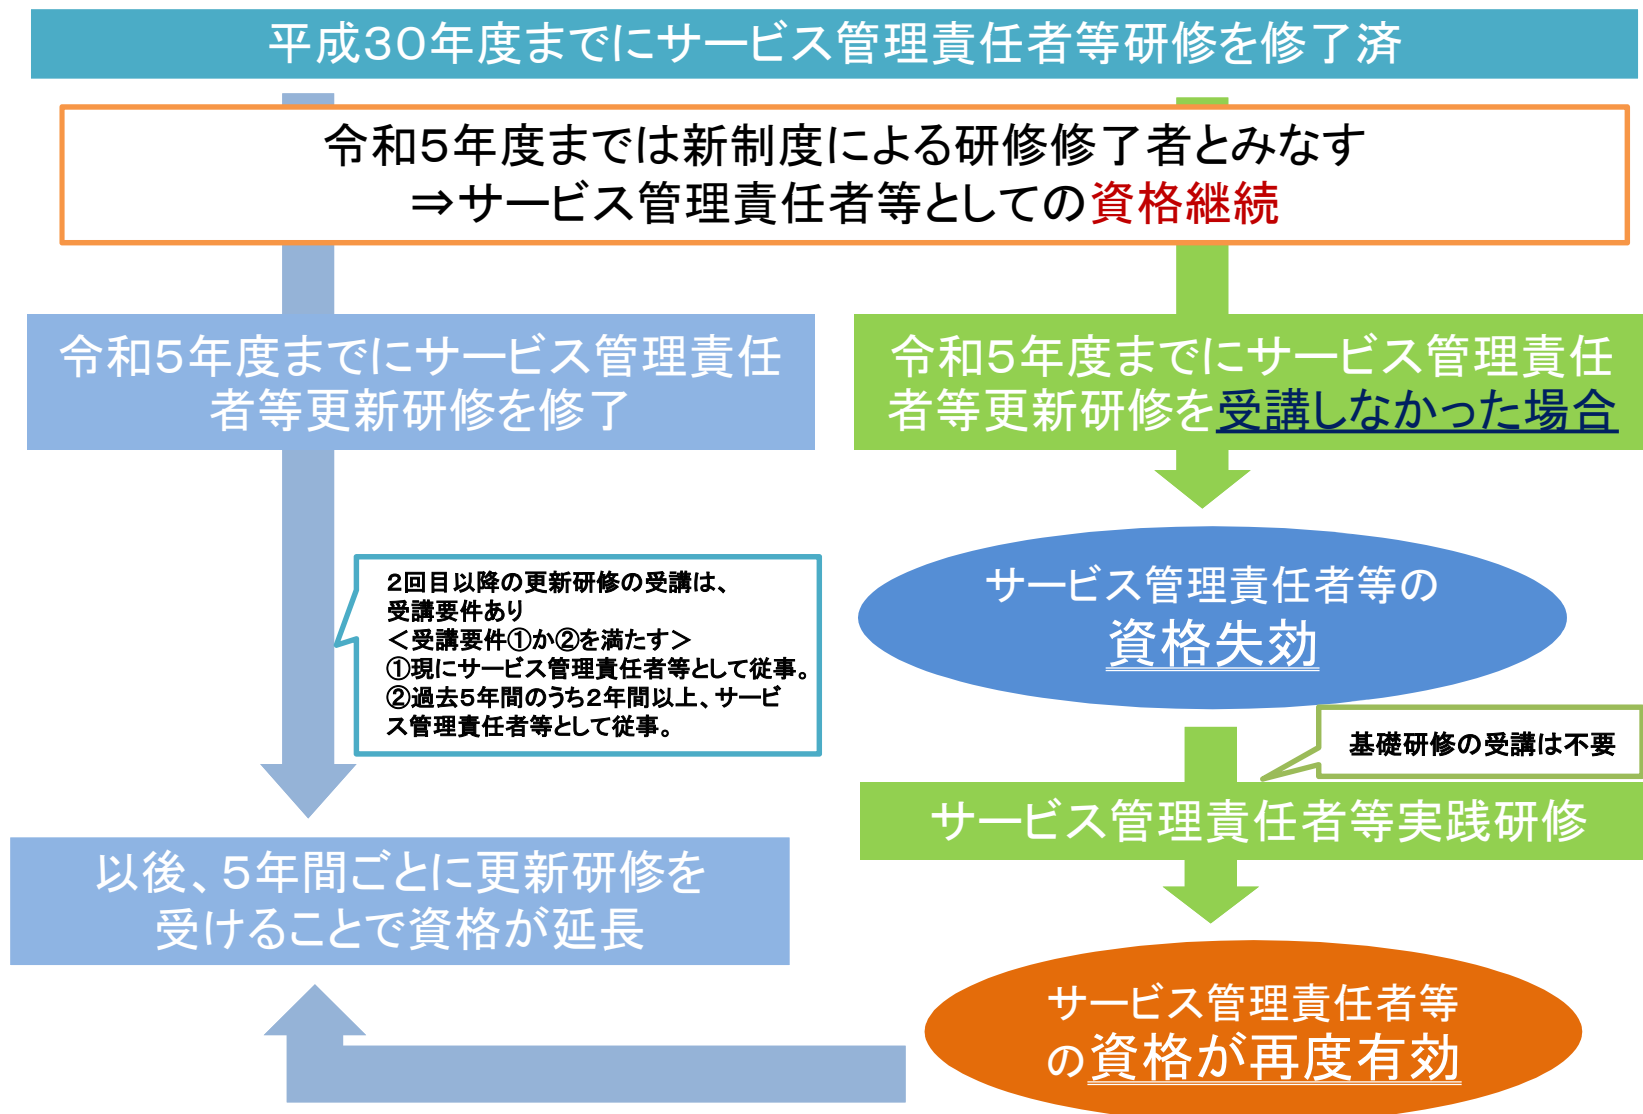 平成30年度までにサービス管理責任者等研修を修了済
令和5年度までは新制度による研修修了者とみなす
⇒サービス管理責任者等としての資格継続
令和5年度までにサービス管理責任
者等更新研修を修了
令和5年度までにサービス管理責任
者等更新研修を受講しなかった場合
2回目以降の更新研修の受講は、
受講要件あり
＜受講要件①か②を満たす＞
①現にサービス管理責任者等として従事。
②過去5年間のうち2年間以上、サービ
ス管理責任者等として従事。
サービス管理責任者等の
資格失効
基礎研修の受講は不要
サービス管理責任者等実践研修
以後、5年間ごとに更新研修を
受けることで資格が延長
サービス管理責任者等
の資格が再度有効